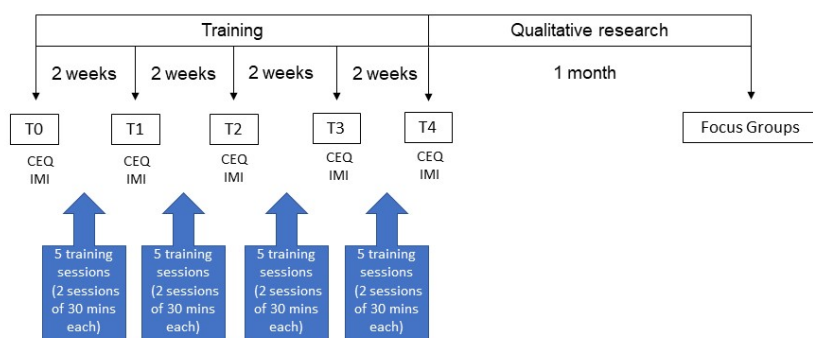 Training
Qualitative research
2 weeks
2 weeks
2 weeks
2 weeks
1 month
T0
T1
T2
T3
T4
Focus Groups
CEQ
IMI
CEQ
IMI
CEQ
IMI
CEQ
IMI
CEQ
IMI
5 training
sessions
(2 sessions
of 30 mins
each)
5 training
sessions
(2 sessions
of 30 mins
each)
5 training
sessions
(2 sessions
of 30 mins
each)
5 training
sessions
(2 sessions
of 30 mins
each)